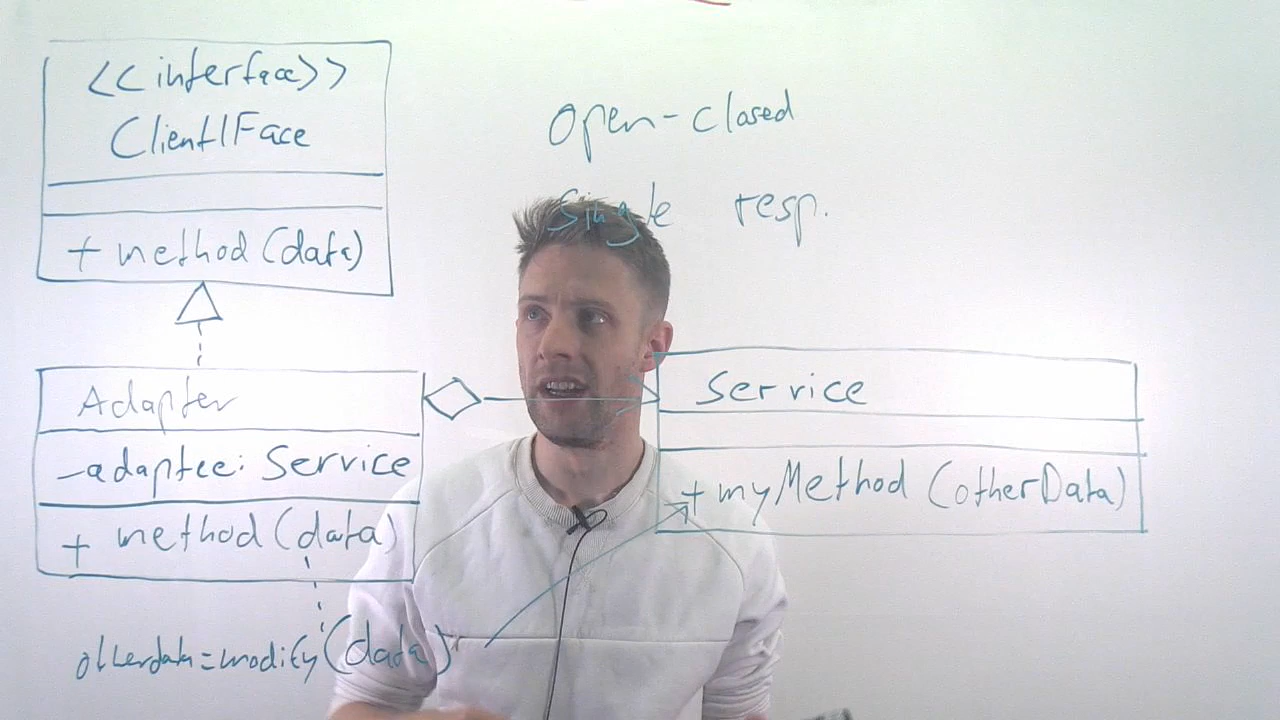 <<interface>>
ClientIFace
+ method (data)
Open-closed
Single resp.
Adapter
-adaptee: Service
+ method (data)
Service
+ myMethod (otherData)
otherdata=modify(data)